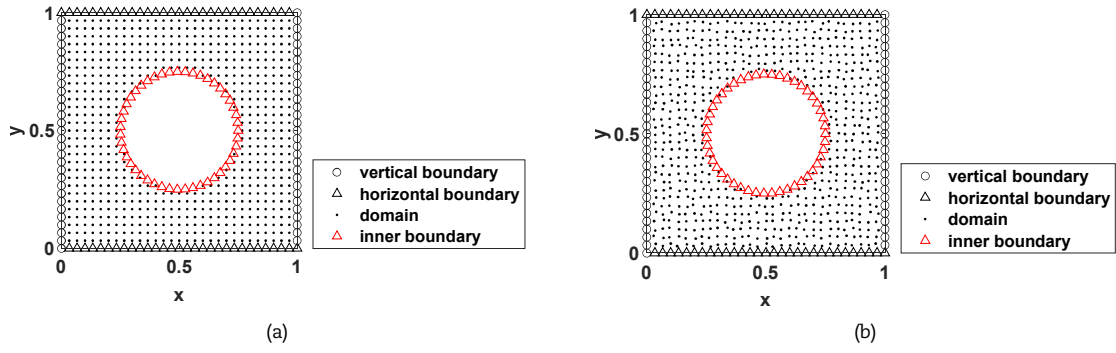 1
0.5
0
y
0
0.5
1
x
vertical boundary
horizontal boundary
domain
inner boundary
(a)
1
0.5
0
y
0
0.5
1
x
vertical boundary
horizontal boundary
domain
inner boundary
(b)